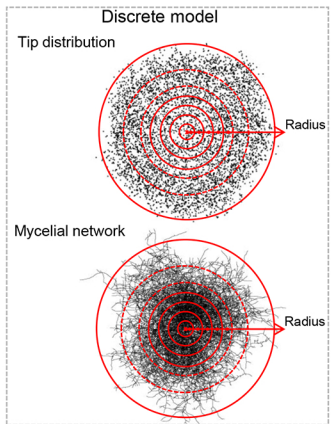 Discrete model
Tip distribution
Radius
Mycelial network
Radius